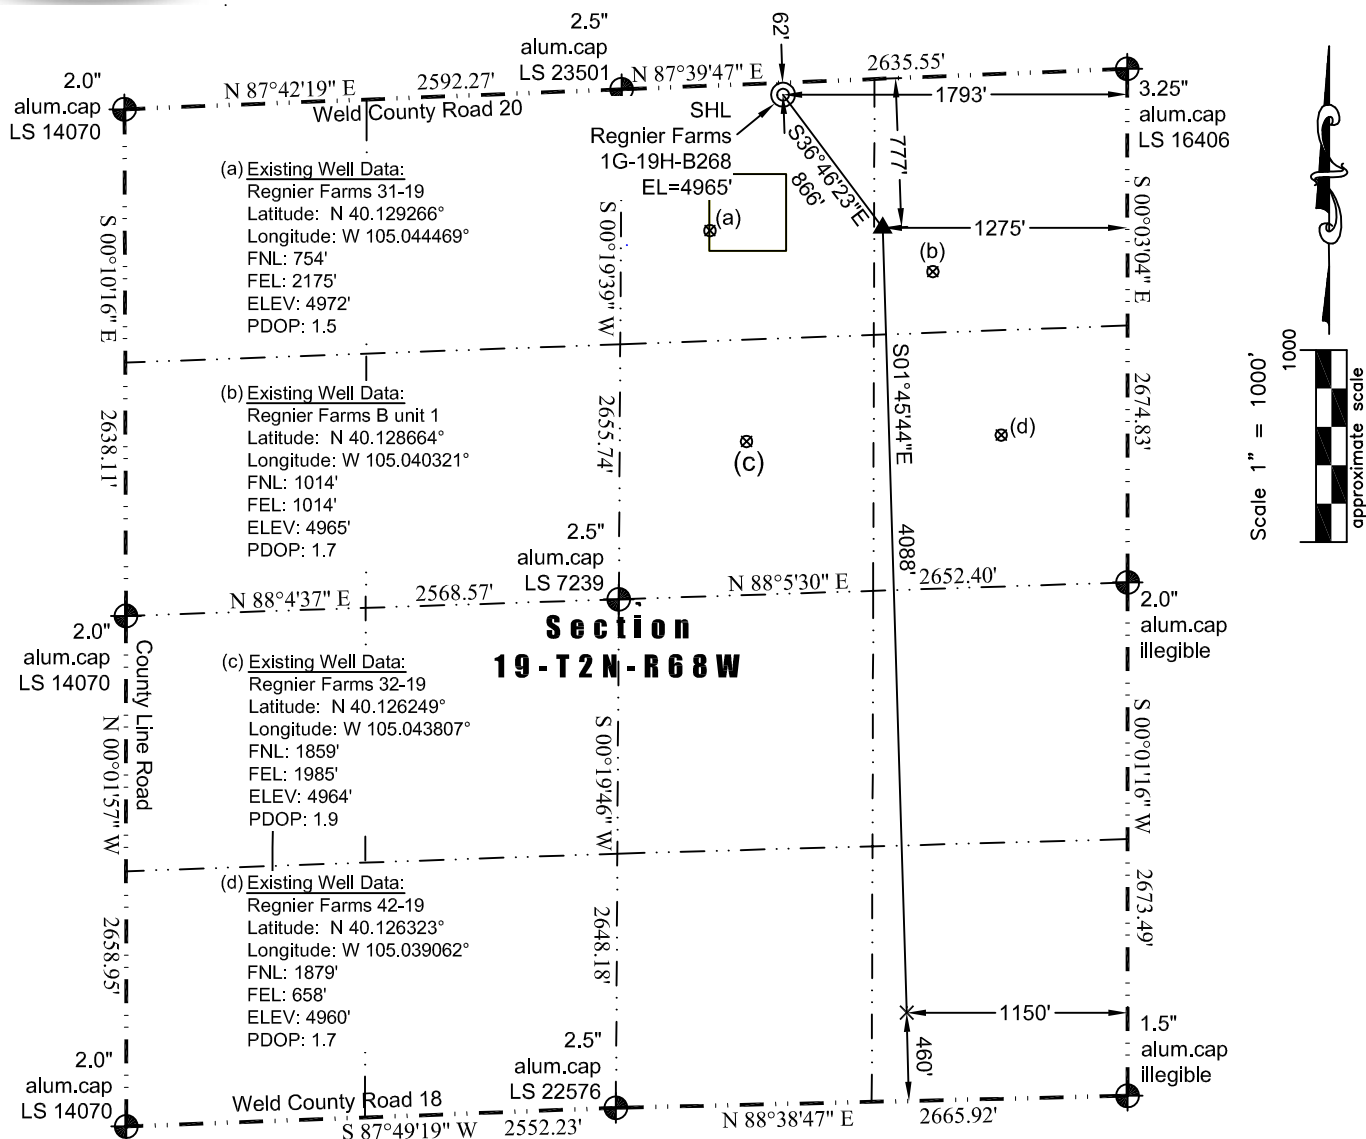 2.5"
alum.cap
LS 23501
62'
2.0"
alum.cap
LS 14070
N 87°42'19" E
2592.27'
N 87°39'47" E
2635.55'
Weld County Road 20
1793'
3.25"
alum.cap
LS 16406
SHL
Regnier Farms
1G-19H-B268
EL=4965'
S36°46'23"E
866'
777'
1275'
(a) Existing Well Data:
Regnier Farms 31-19
Latitude: N 40.129266°
Longitude: W 105.044469°
FNL: 754'
FEL: 2175'
ELEV: 4972'
PDOP: 1.5
(a)
(b)
S 00°10'16" E
2638.11'
S 00°19'39" W
2655.74'
S 00°03'04" E
2674.83'
(b) Existing Well Data:
Regnier Farms B unit 1
Latitude: N 40.128664°
Longitude: W 105.040321°
FNL: 1014'
FEL: 1014'
ELEV: 4965'
PDOP: 1.7
(c)
(d)
S01°45'44"E
4088'
1000
Scale 1" = 1000'
approximate scale
2.5"
alum.cap
LS 7239
N 88°4'37" E
2568.57'
N 88°5'30" E
2652.40'
2.0"
alum.cap
LS 14070
2.0"
alum.cap
illegible
Section
19-T2N-R68W
County Line Road
N 00°01'57" W
2658.95'
(c) Existing Well Data:
Regnier Farms 32-19
Latitude: N 40.126249°
Longitude: W 105.043807°
FNL: 1859'
FEL: 1985'
ELEV: 4964'
PDOP: 1.9
S 00°19'46" W
2648.18'
S 00°01'16" W
2673.49'
(d) Existing Well Data:
Regnier Farms 42-19
Latitude: N 40.126323°
Longitude: W 105.039062°
FNL: 1879'
FEL: 658'
ELEV: 4960'
PDOP: 1.7
1150'
460'
2.0"
alum.cap
LS 14070
2.5"
alum.cap
LS 22576
1.5"
alum.cap
illegible
Weld County Road 18
S 87°49'19" W
2552.23'
N 88°38'47" E
2665.92'